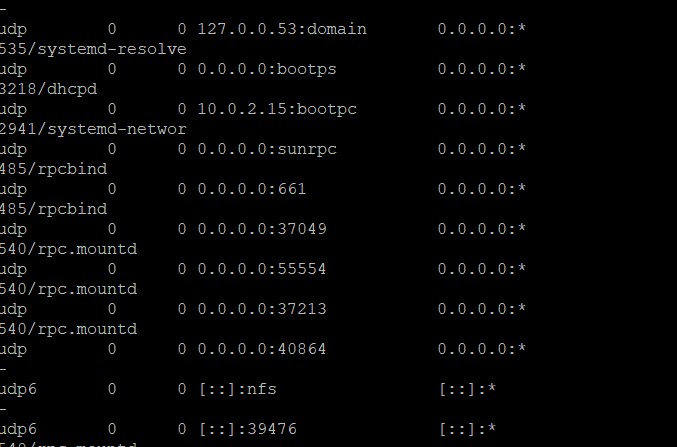 -
udp 0 0 127.0.0.53:domain 0.0.0.0:*
535/systemd-resolve
udp 0 0 0.0.0.0:bootps 0.0.0.0:*
3218/dhcpd
udp 0 0 10.0.2.15:bootpc 0.0.0.0:*
2941/systemd-networ
udp 0 0 0.0.0.0:sunrpc 0.0.0.0:*
485/rpcbind
udp 0 0 0.0.0.0:661 0.0.0.0:*
485/rpcbind
udp 0 0 0.0.0.0:37049 0.0.0.0:*
540/rpc.mountd
udp 0 0 0.0.0.0:55554 0.0.0.0:*
540/rpc.mountd
udp 0 0 0.0.0.0:37213 0.0.0.0:*
540/rpc.mountd
udp 0 0 0.0.0.0:40864 0.0.0.0:*
-
udp6 0 0 [::]:nfs [::]:*
-
udp6 0 0 [::]:39476 [::]:*
540/rpc.mountd